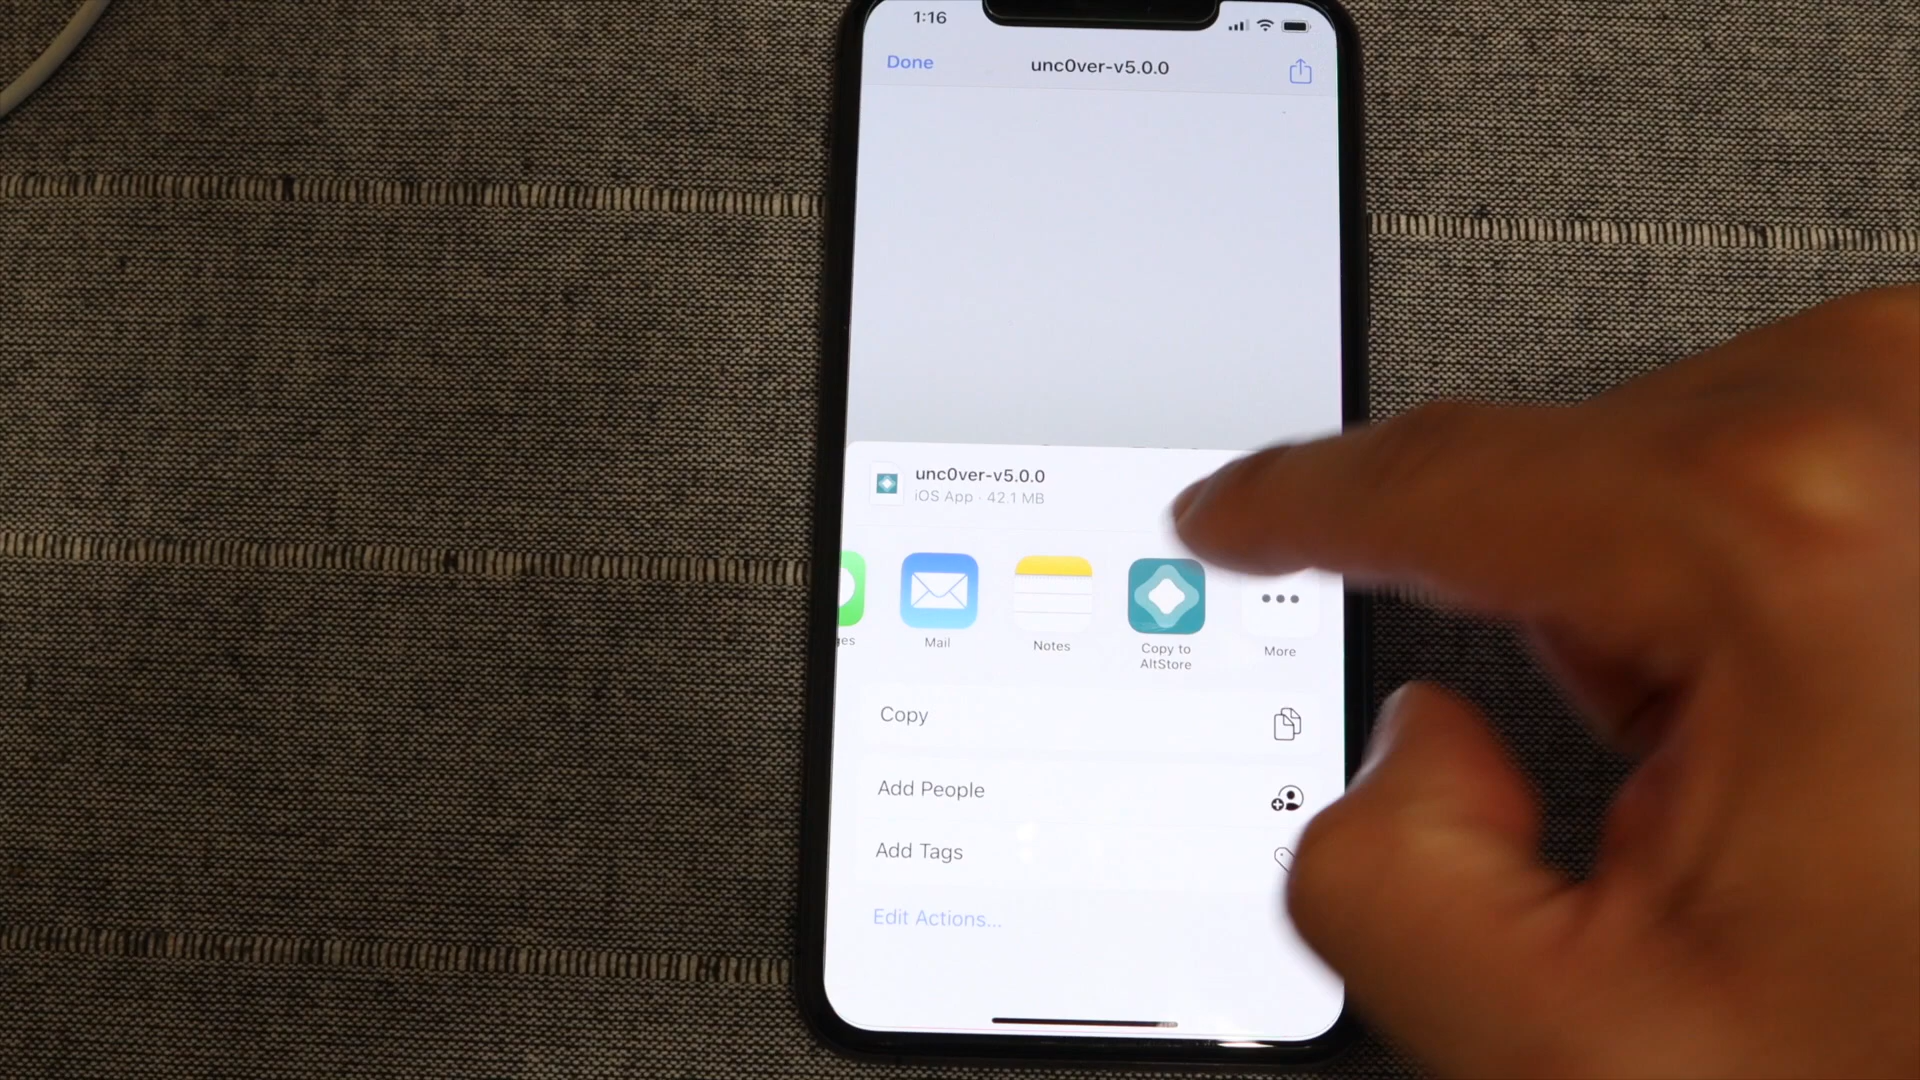 1:16
Done
unc0ver-v5.0.0
unc0ver-v5.0.0
iOS App · 42.1 MB
ges
Mail
Notes
Copy to
AltStore
More
Copy
Add People
Add Tags
Edit Actions...